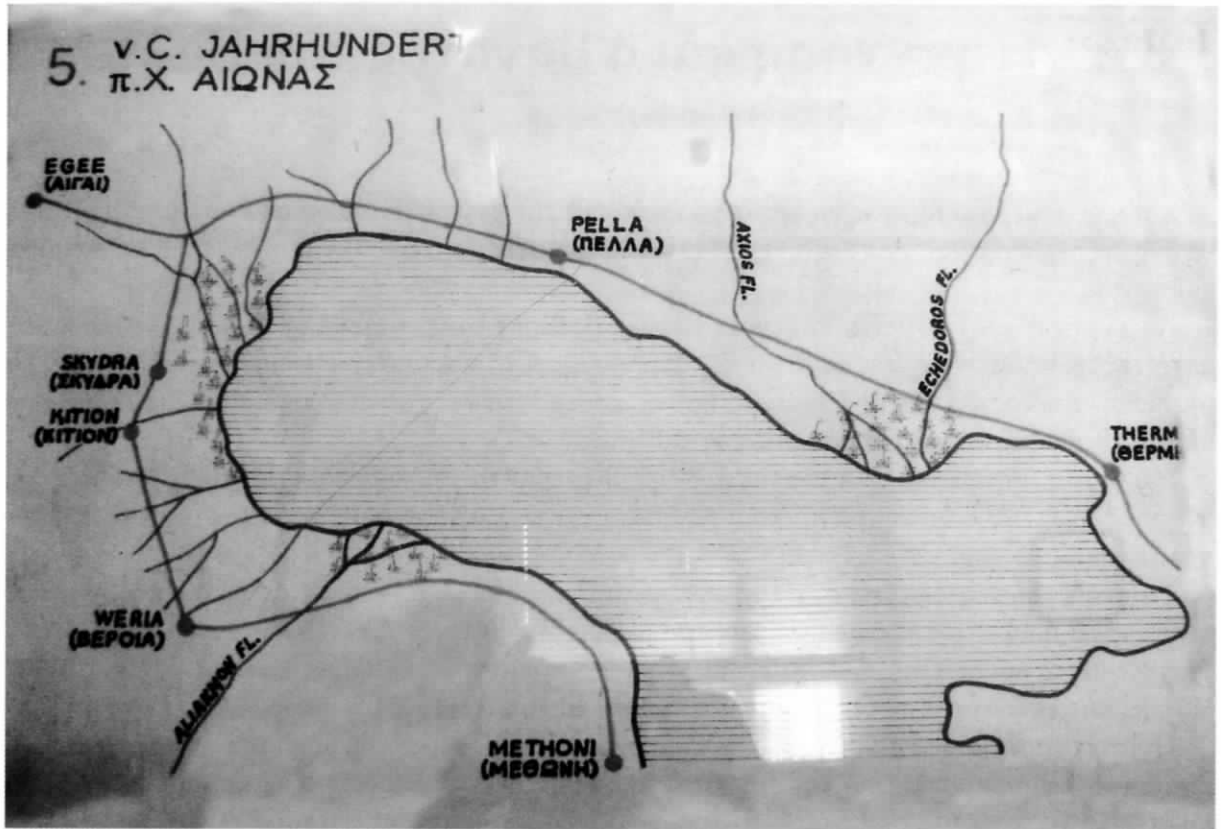 5. v.C. JAHRHUNDERT
π.Χ. ΑΙΩΝΑΣ
EGEE
(ΑΙΓΑΙ)
PELLA
(ΠΕΛΛΑ)
AXIOS FL.
ECHEDOROS FL.
SKYDRA
(ΣΚΥΔΡΑ)
KITION
(ΚΙΤΙΟΝ)
THERM
(ΘΕΡΜ
WERIA
(ΒΕΡΟΙΑ)
ALIAKMON FL.
METHONI
(ΜΕΘΩΝΗ)